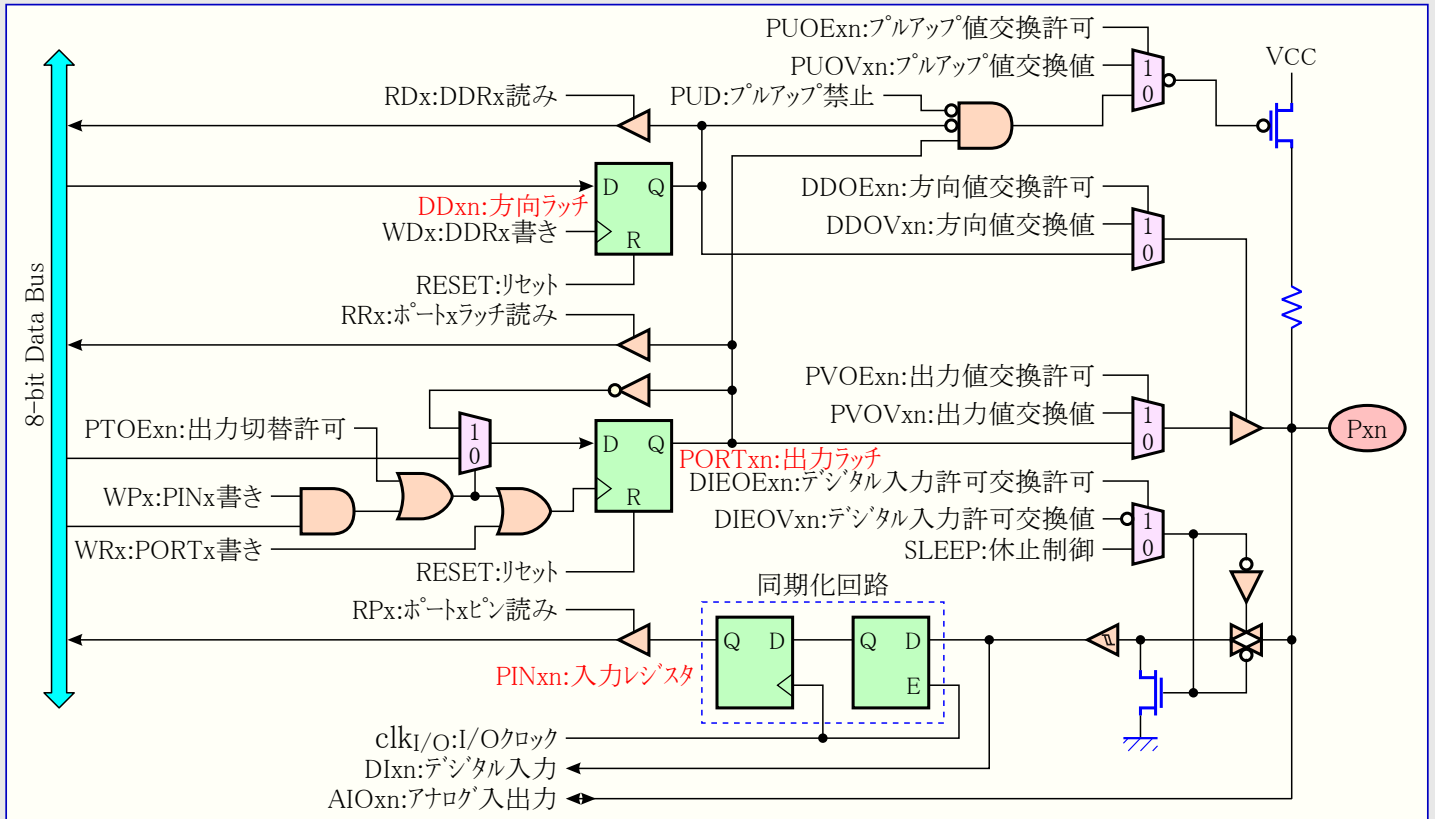 PUOExn:プルアップ値交換許可
PUOVxn:プルアップ値交換値
1
0
VCC
RDx:DDRx読み
PUD:プルアップ禁止
D Q
R
DDxn:方向ラッチ
WDx:DDRx書き
DDOExn:方向値交換許可
DDOVxn:方向値交換値
1
0
RESET:リセット
RRx:ポートxラッチ読み
8-bit Data Bus
PVOExn:出力値交換許可
PVOVxn:出力値交換値
1
0
Pxn
PTOExn:出力切替許可
1
0
D Q
R
PORTxn:出力ラッチ
WPx:PINx書き
WRx:PORTx書き
DIEOExn:デジタル入力許可交換許可
DIEOVxn:デジタル入力許可交換値
SLEEP:休止制御
1
0
RESET:リセット
同期化回路
RPx:ポートxピン読み
Q D
Q D
E
PINxn:入力レジスタ
clkI/O:I/Oクロック
DIxn:デジタル入力
AIOxn:アナログ入出力